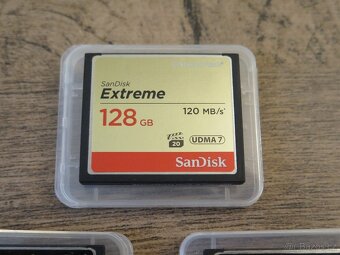 SanDisk
Extreme
128 GB
120 MB/s*
20
UDMA 7
SanDisk